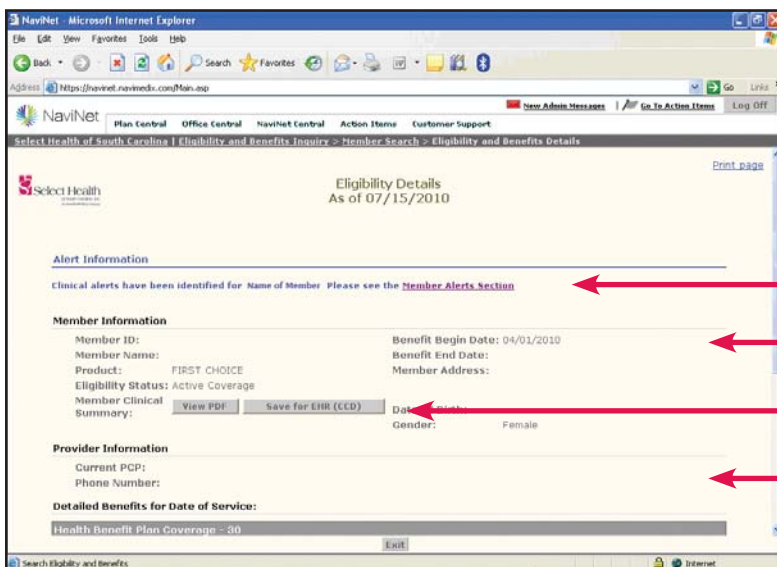 NaviNet - Microsoft Internet Explorer
File Edit View Favorites Tools Help
Back Search Favorites
Address https://navinet.navimedix.com/Main.asp Go Links
New Admin Messages | Go To Action Items Log Off
NaviNet Plan Central Office Central NaviNet Central Action Items Customer Support
Select Health of South Carolina | Eligibility and Benefits Inquiry > Member Search > Eligibility and Benefits Details
Print page
Select Health
Eligibility Details
As of 07/15/2010
Alert Information
Clinical alerts have been identified for Name of Member Please see the Member Alerts Section
Member Information
Member ID: Benefit Begin Date: 04/01/2010
Member Name: Benefit End Date:
Product: FIRST CHOICE Member Address:
Eligibility Status: Active Coverage
Member Clinical Summary: View PDF Save for EHR (CCD)
Gender: Female
Provider Information
Current PCP:
Phone Number:
Detailed Benefits for Date of Service:
Health Benefit Plan Coverage - 30
Exit
Search Eligibility and Benefits Internet